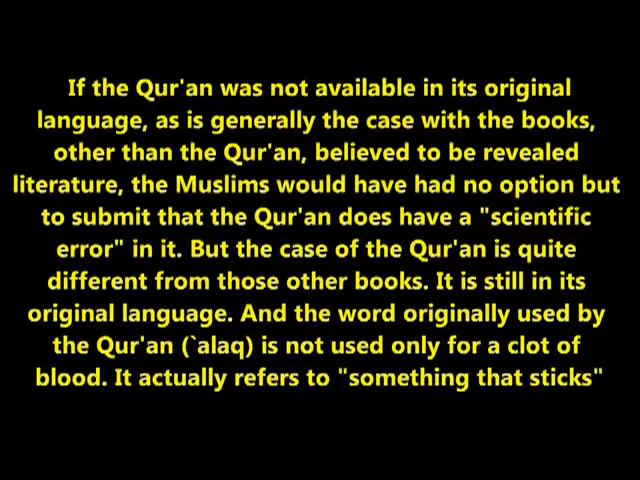 If the Qur'an was not available in its original
language, as is generally the case with the books,
other than the Qur'an, believed to be revealed
literature, the Muslims would have had no option but
to submit that the Qur'an does have a "scientific
error" in it. But the case of the Qur'an is quite
different from those other books. It is still in its
original language. And the word originally used by
the Qur'an (`alaq) is not used only for a clot of
blood. It actually refers to "something that sticks"